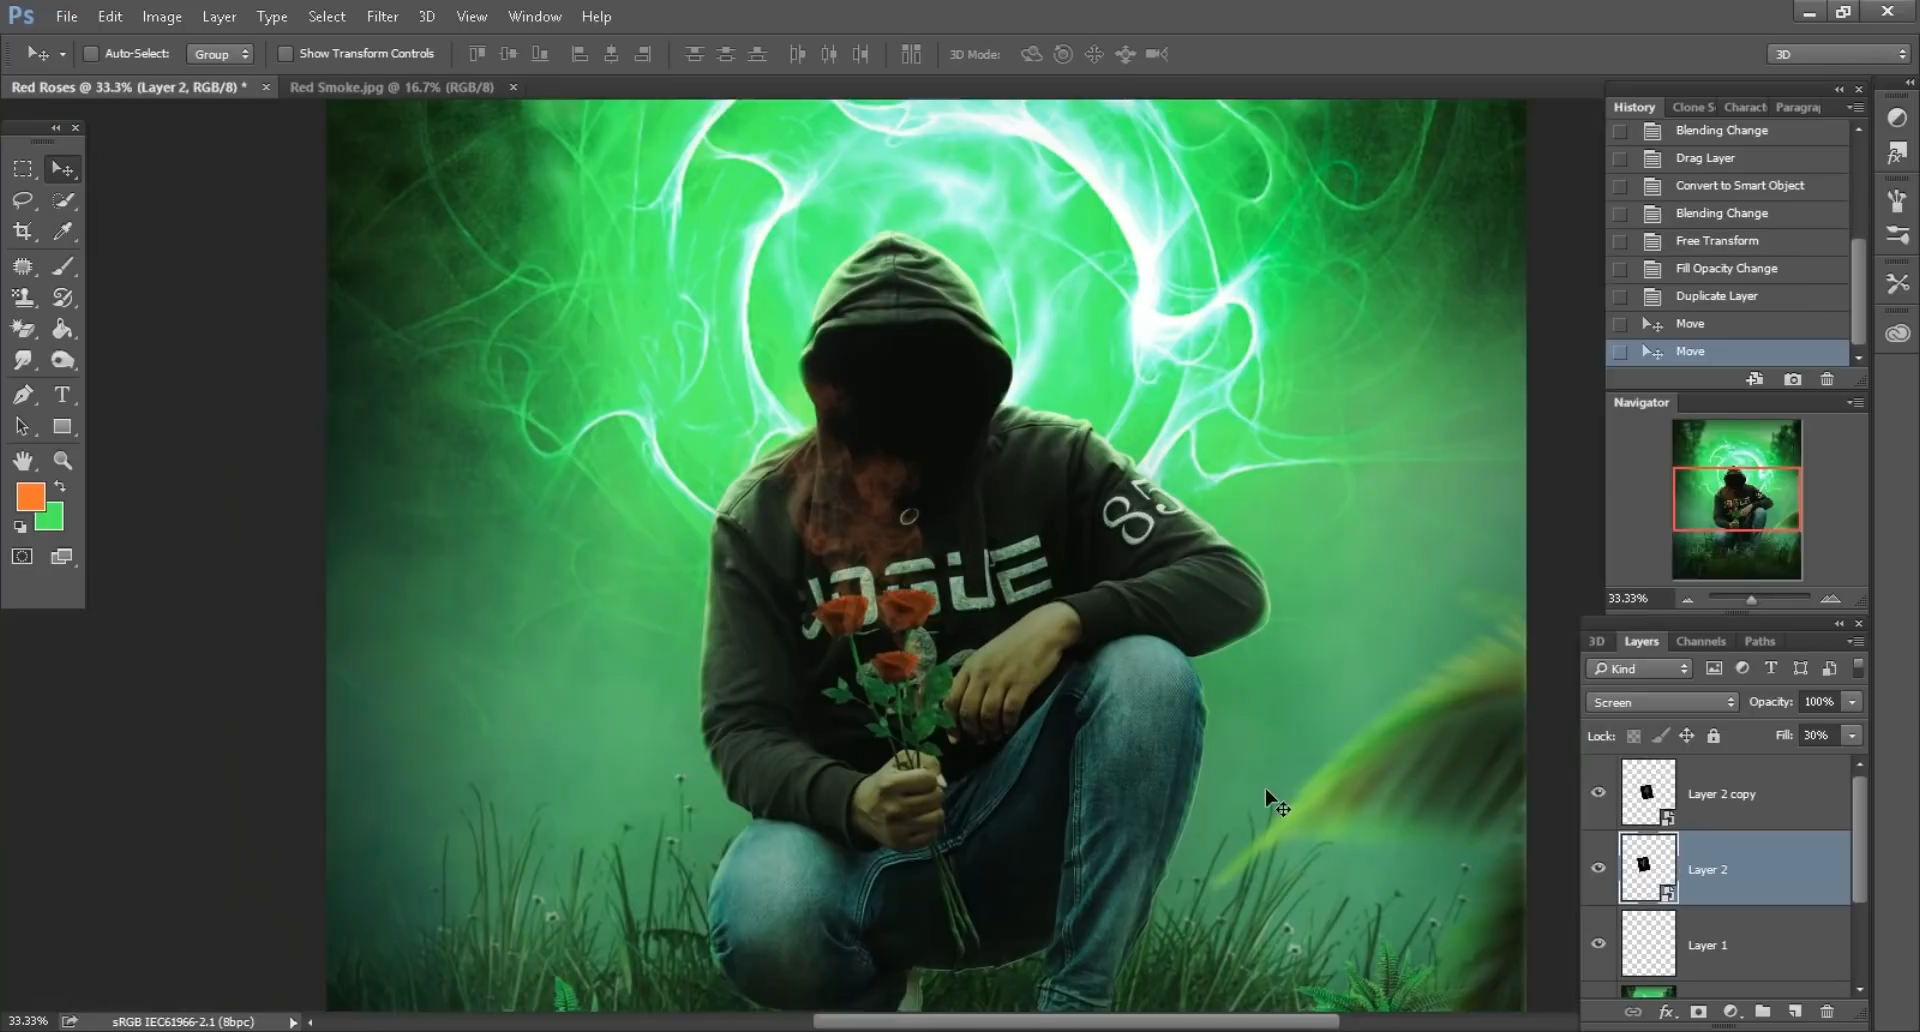 Ps File Edit Image Layer Type Select Filter 3D View Window Help
Auto-Select: Group Show Transform Controls 3D Mode: 3D
Red Roses @ 33.3% (Layer 2, RGB/8) * × Red Smoke.jpg @ 16.7% (RGB/8) ×
History Clone S Charact Paragra
Blending Change
Drag Layer
Convert to Smart Object
Blending Change
Free Transform
Fill Opacity Change
Duplicate Layer
Move
Move
Navigator
85
33.33%
3D Layers Channels Paths
Kind
Screen Opacity: 100%
Lock: Fill: 30%
Layer 2 copy
Layer 2
Layer 1
33.33% sRGB IEC61966-2.1 (8bpc)